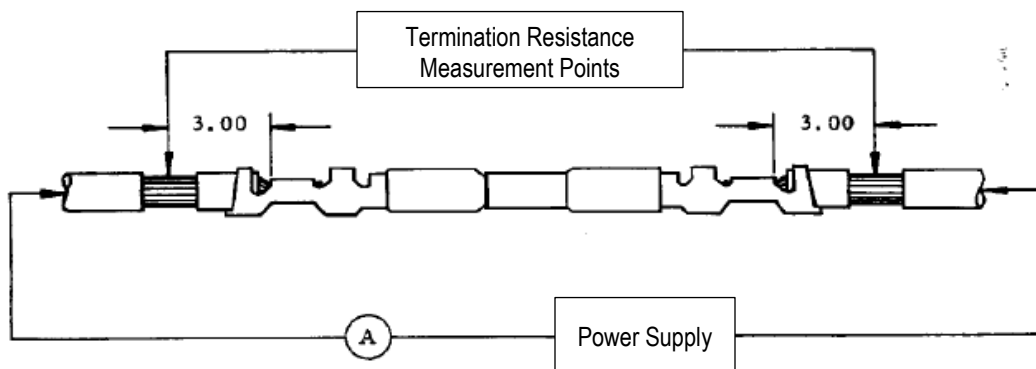 Termination Resistance
Measurement Points
3.00
3.00
A
Power Supply